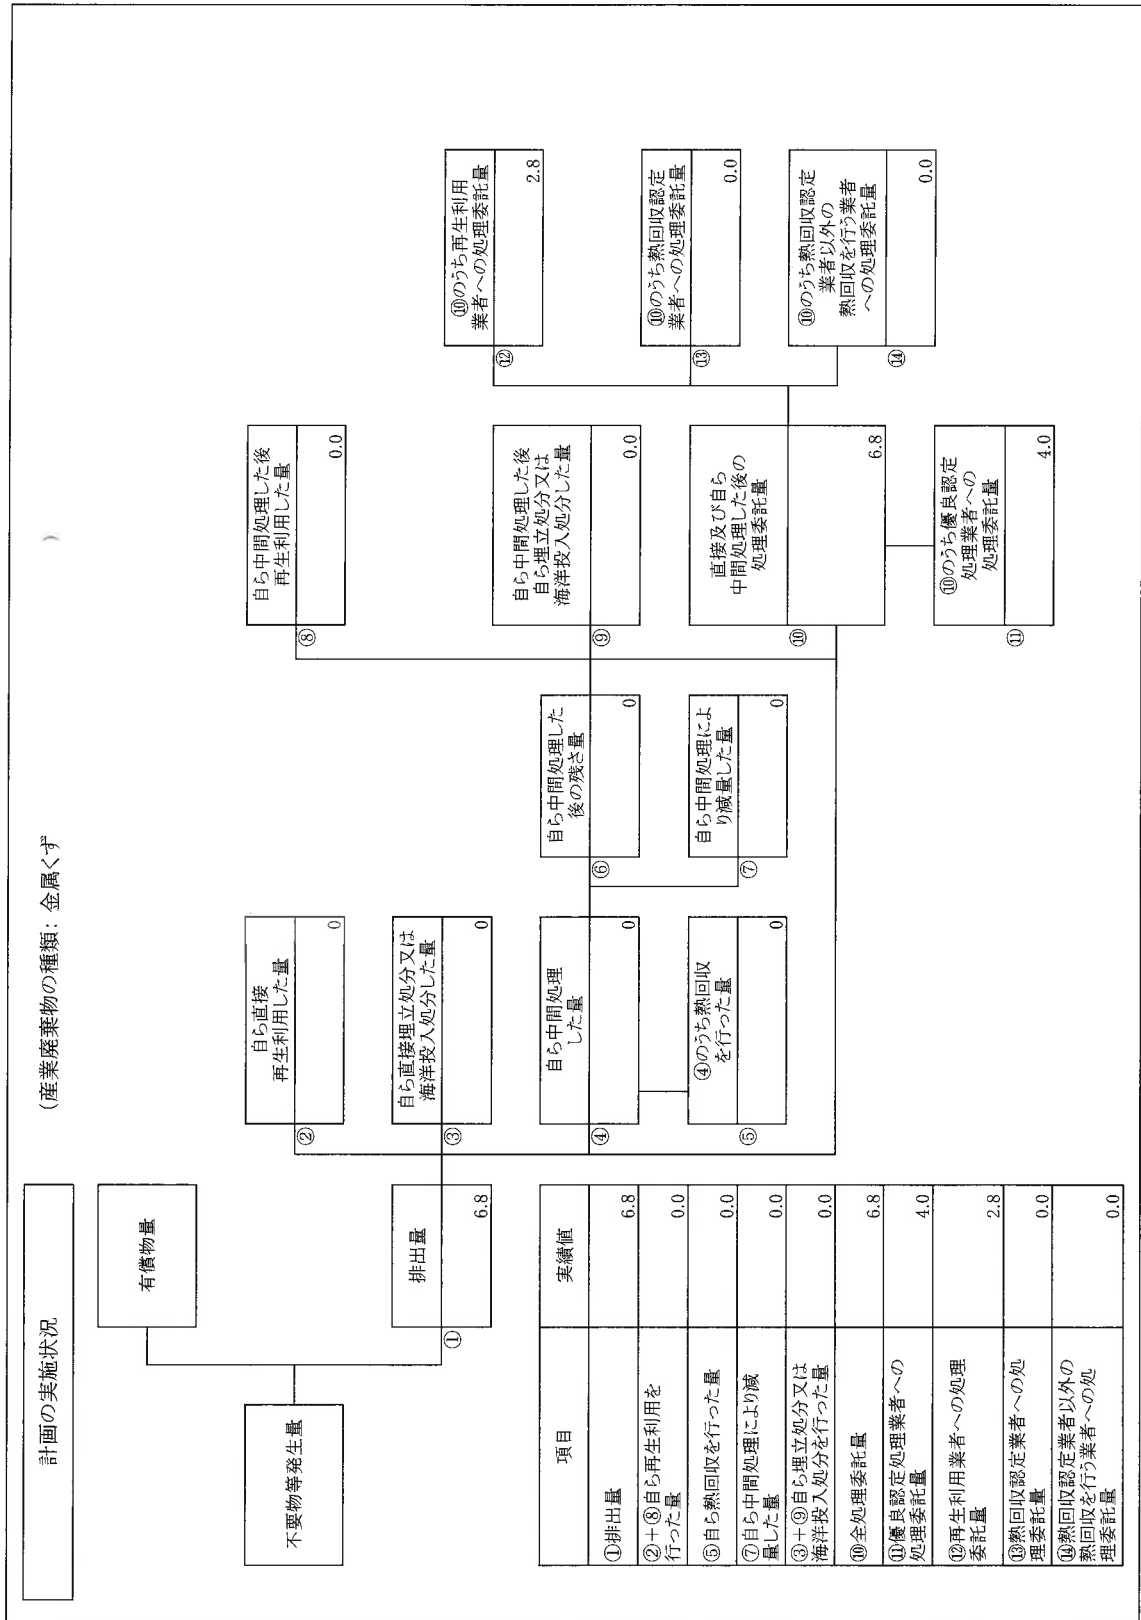 計画の実施状況
(産業廃棄物の種類：金属くず
不要物等発生量
有償物量
①
排出量
6.8
②
自ら直接
再生利用した量
0
③
自ら直接埋立処分又は
海洋投入処分した量
0
④
自ら中間処理
した量
0
⑤
④のうち熱回収
を行った量
0
⑥
自ら中間処理した
後の残さ量
0
⑦
自ら中間処理によ
り減量した量
0
⑧
自ら中間処理した後
再生利用した量
0.0
⑨
自ら中間処理した後
自ら埋立処分又は
海洋投入処分した量
0.0
⑩
直接及び自ら
中間処理した後の
処理委託量
6.8
⑪
⑩のうち優良認定
処理業者への
処理委託量
4.0
⑫
⑩のうち再生利用
業者への処理委託量
2.8
⑬
⑩のうち熱回収認定
業者への処理委託量
0.0
⑭
⑩のうち熱回収認定
業者以外の
熱回収を行う業者
への処理委託量
0.0
項目 実績値
①排出量 6.8
②＋⑧自ら再生利用を
行った量 0.0
⑤自ら熱回収を行った量 0.0
⑦自ら中間処理により減
量した量 0.0
③＋⑨自ら埋立処分又は
海洋投入処分を行った量 0.0
⑩全処理委託量 6.8
⑪優良認定処理業者への
処理委託量 4.0
⑫再生利用業者への処理
委託量 2.8
⑬熱回収認定業者への処
理委託量 0.0
⑭熱回収認定業者以外の
熱回収を行う業者への処
理委託量 0.0